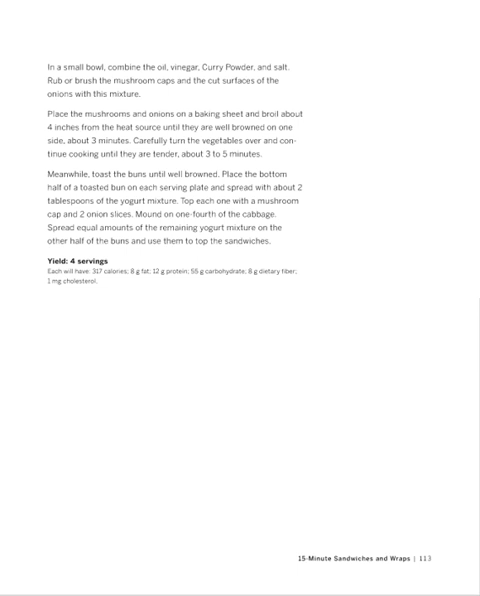 In a small bowl, combine the oil, vinegar, Curry Powder, and salt.
Rub or brush the mushroom caps and the cut surfaces of the
onions with this mixture.
Place the mushrooms and onions on a baking sheet and broil about
4 inches from the heat source until they are well browned on one
side, about 3 minutes. Carefully turn the vegetables over and con-
tinue cooking until they are tender, about 3 to 5 minutes.
Meanwhile, toast the buns until well browned. Place the bottom
half of a toasted bun on each serving plate and spread with about 2
tablespoons of the yogurt mixture. Top each one with a mushroom
cap and 2 onion slices. Mound on one-fourth of the cabbage.
Spread equal amounts of the remaining yogurt mixture on the
other half of the buns and use them to top the sandwiches.
Yield: 4 servings
Each will have: 317 calories; 8 g fat; 12 g protein; 55 g carbohydrate; 8 g dietary fiber;
1 mg cholesterol.
15-Minute Sandwiches and Wraps | 113